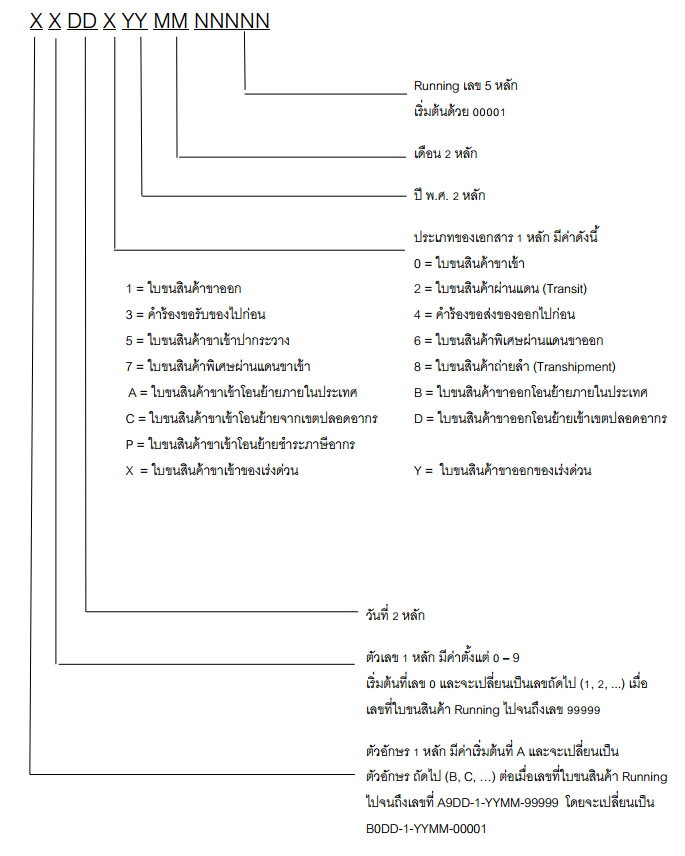 X X DD X YY MM NNNNN
Running เลข 5 หลัก
เริ่มต้นด้วย 00001
เดือน 2 หลัก
ปี พ.ศ. 2 หลัก
ประเภทของเอกสาร 1 หลัก มีค่าดังนี้
0 = ใบขนสินค้าขาเข้า
1 = ใบขนสินค้าขาออก 2 = ใบขนสินค้าผ่านแดน (Transit)
3 = คำร้องขอรับของไปก่อน 4 = คำร้องขอส่งของออกไปก่อน
5 = ใบขนสินค้าขาเข้าปากระวาง 6 = ใบขนสินค้าพิเศษผ่านแดนขาออก
7 = ใบขนสินค้าพิเศษผ่านแดนขาเข้า 8 = ใบขนสินค้าถ่ายลำ (Transhipment)
A = ใบขนสินค้าขาเข้าโอนย้ายภายในประเทศ B = ใบขนสินค้าขาออกโอนย้ายภายในประเทศ
C = ใบขนสินค้าขาเข้าโอนย้ายจากเขตปลอดอากร D = ใบขนสินค้าขาออกโอนย้ายเข้าเขตปลอดอากร
P = ใบขนสินค้าขาเข้าโอนย้ายชำระภาษีอากร
X = ใบขนสินค้าขาเข้าของเร่งด่วน Y = ใบขนสินค้าขาออกของเร่งด่วน
วันที่ 2 หลัก
ตัวเลข 1 หลัก มีค่าตั้งแต่ 0 – 9
เริ่มต้นที่เลข 0 และจะเปลี่ยนเป็นเลขถัดไป (1, 2, ...) เมื่อ
เลขที่ใบขนสินค้า Running ไปจนถึงเลข 99999
ตัวอักษร 1 หลัก มีค่าเริ่มต้นที่ A และจะเปลี่ยนเป็น
ตัวอักษร ถัดไป (B, C, …) ต่อเมื่อเลขที่ใบขนสินค้า Running
ไปจนถึงเลขที่ A9DD-1-YYMM-99999 โดยจะเปลี่ยนเป็น
B0DD-1-YYMM-00001